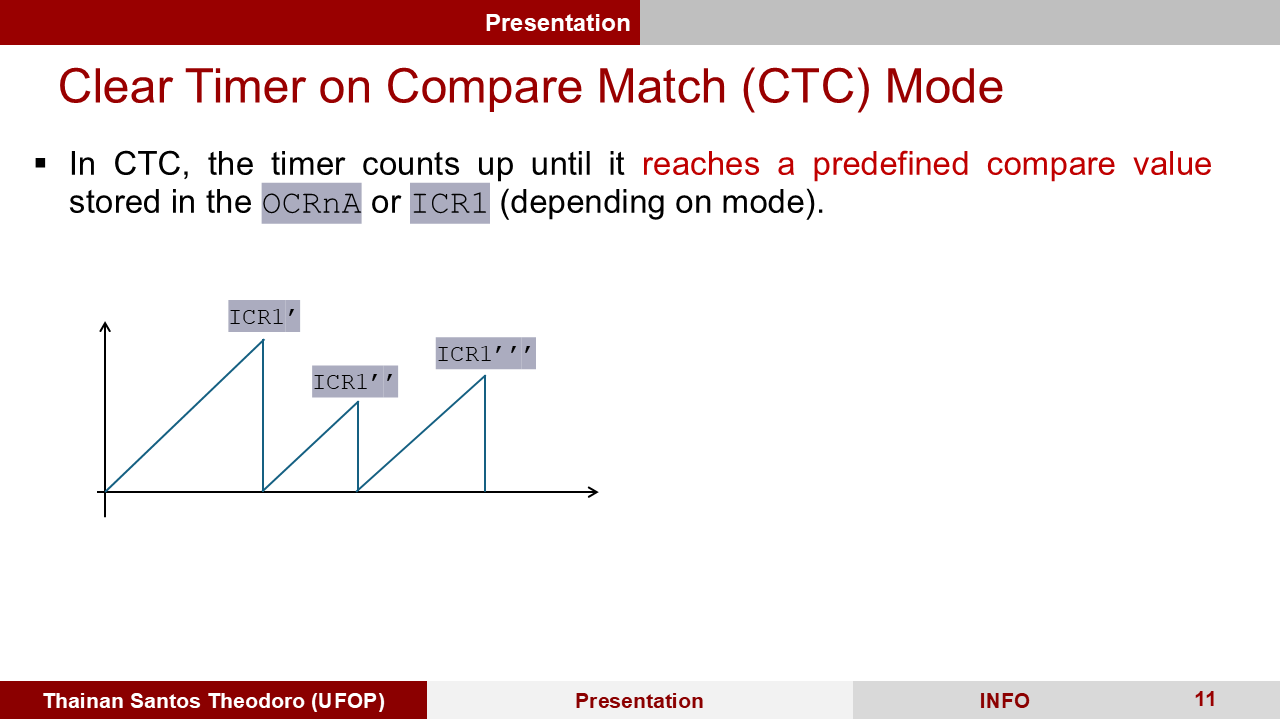 Presentation
Clear Timer on Compare Match (CTC) Mode
▪ In CTC, the timer counts up until it reaches a predefined compare value
stored in the OCRnA or ICR1 (depending on mode).
ICR1’
ICR1’’’
ICR1’’
Thainan Santos Theodoro (UFOP) Presentation INFO 11